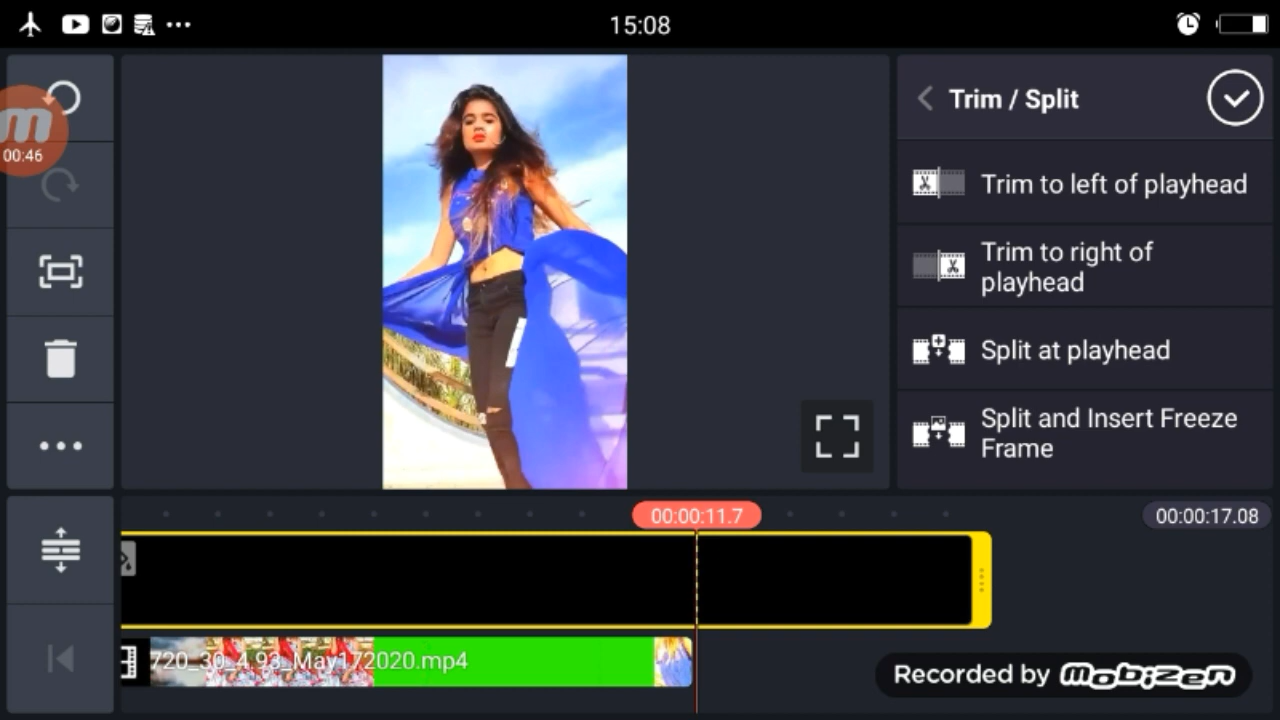 15:08
m
00:46
Trim / Split
Trim to left of playhead
Trim to right of
playhead
Split at playhead
Split and Insert Freeze
Frame
00:00:11.7
00:00:17.08
720_30_4.93_May172020.mp4
Recorded by mobizen